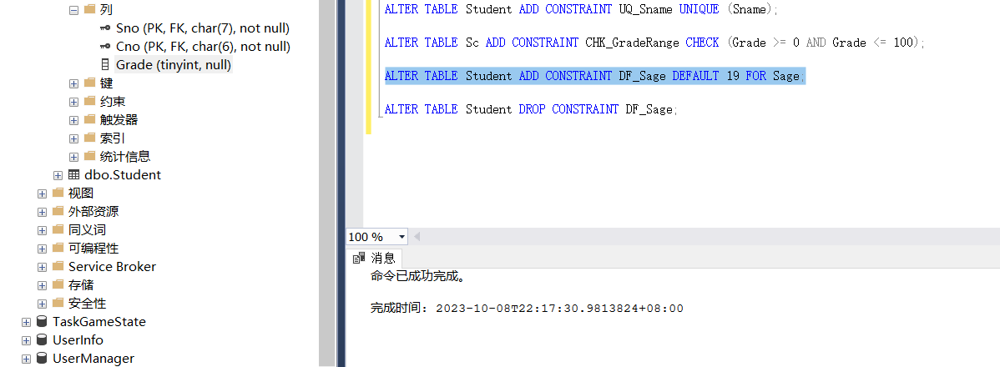 列
Sno (PK, FK, char(7), not null)
Cno (PK, FK, char(6), not null)
Grade (tinyint, null)
键
约束
触发器
索引
统计信息
dbo.Student
视图
外部资源
同义词
可编程性
Service Broker
存储
安全性
TaskGameState
UserInfo
UserManager
ALTER TABLE Student ADD CONSTRAINT UQ_Sname UNIQUE (Sname);
ALTER TABLE Sc ADD CONSTRAINT CHK_GradeRange CHECK (Grade >= 0 AND Grade <= 100);
ALTER TABLE Student ADD CONSTRAINT DF_Sage DEFAULT 19 FOR Sage;
ALTER TABLE Student DROP CONSTRAINT DF_Sage;
100 %
消息
命令已成功完成。
完成时间: 2023-10-08T22:17:30.9813824+08:00